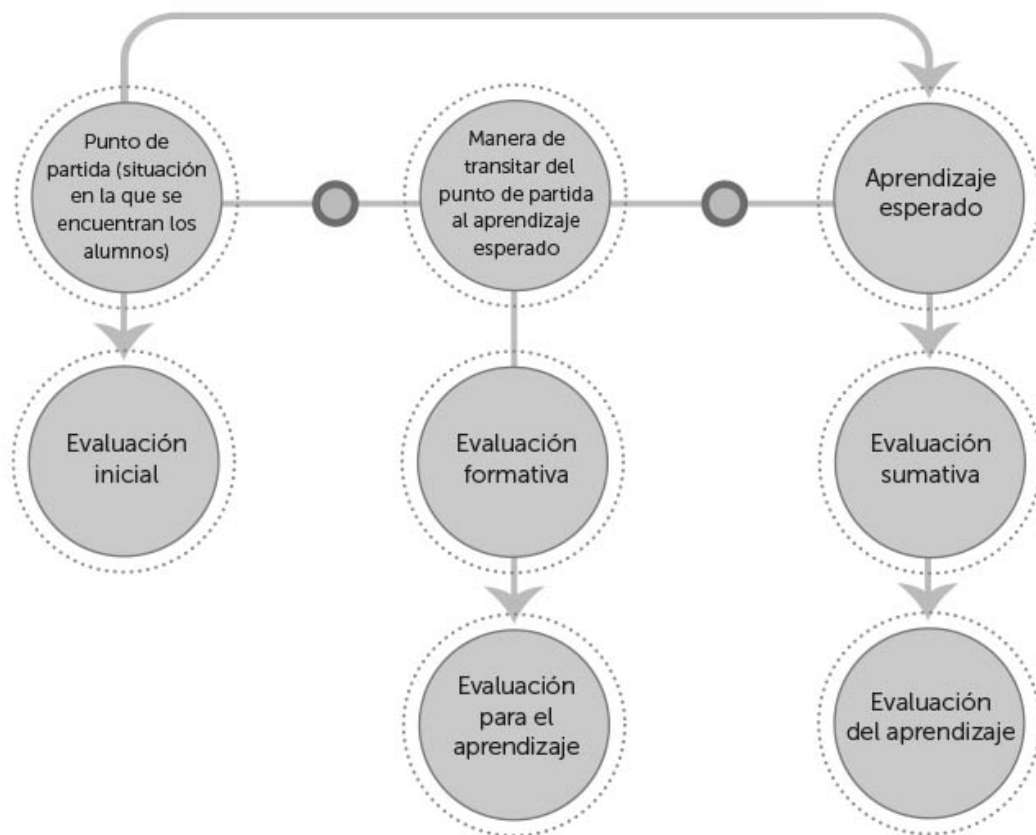 Punto de
partida (situación
en la que se
encuentran los
alumnos)
Manera de
transitar del
punto de partida
al aprendizaje
esperado
Aprendizaje
esperado
Evaluación
inicial
Evaluación
formativa
Evaluación
sumativa
Evaluación
para el
aprendizaje
Evaluación
del aprendizaje